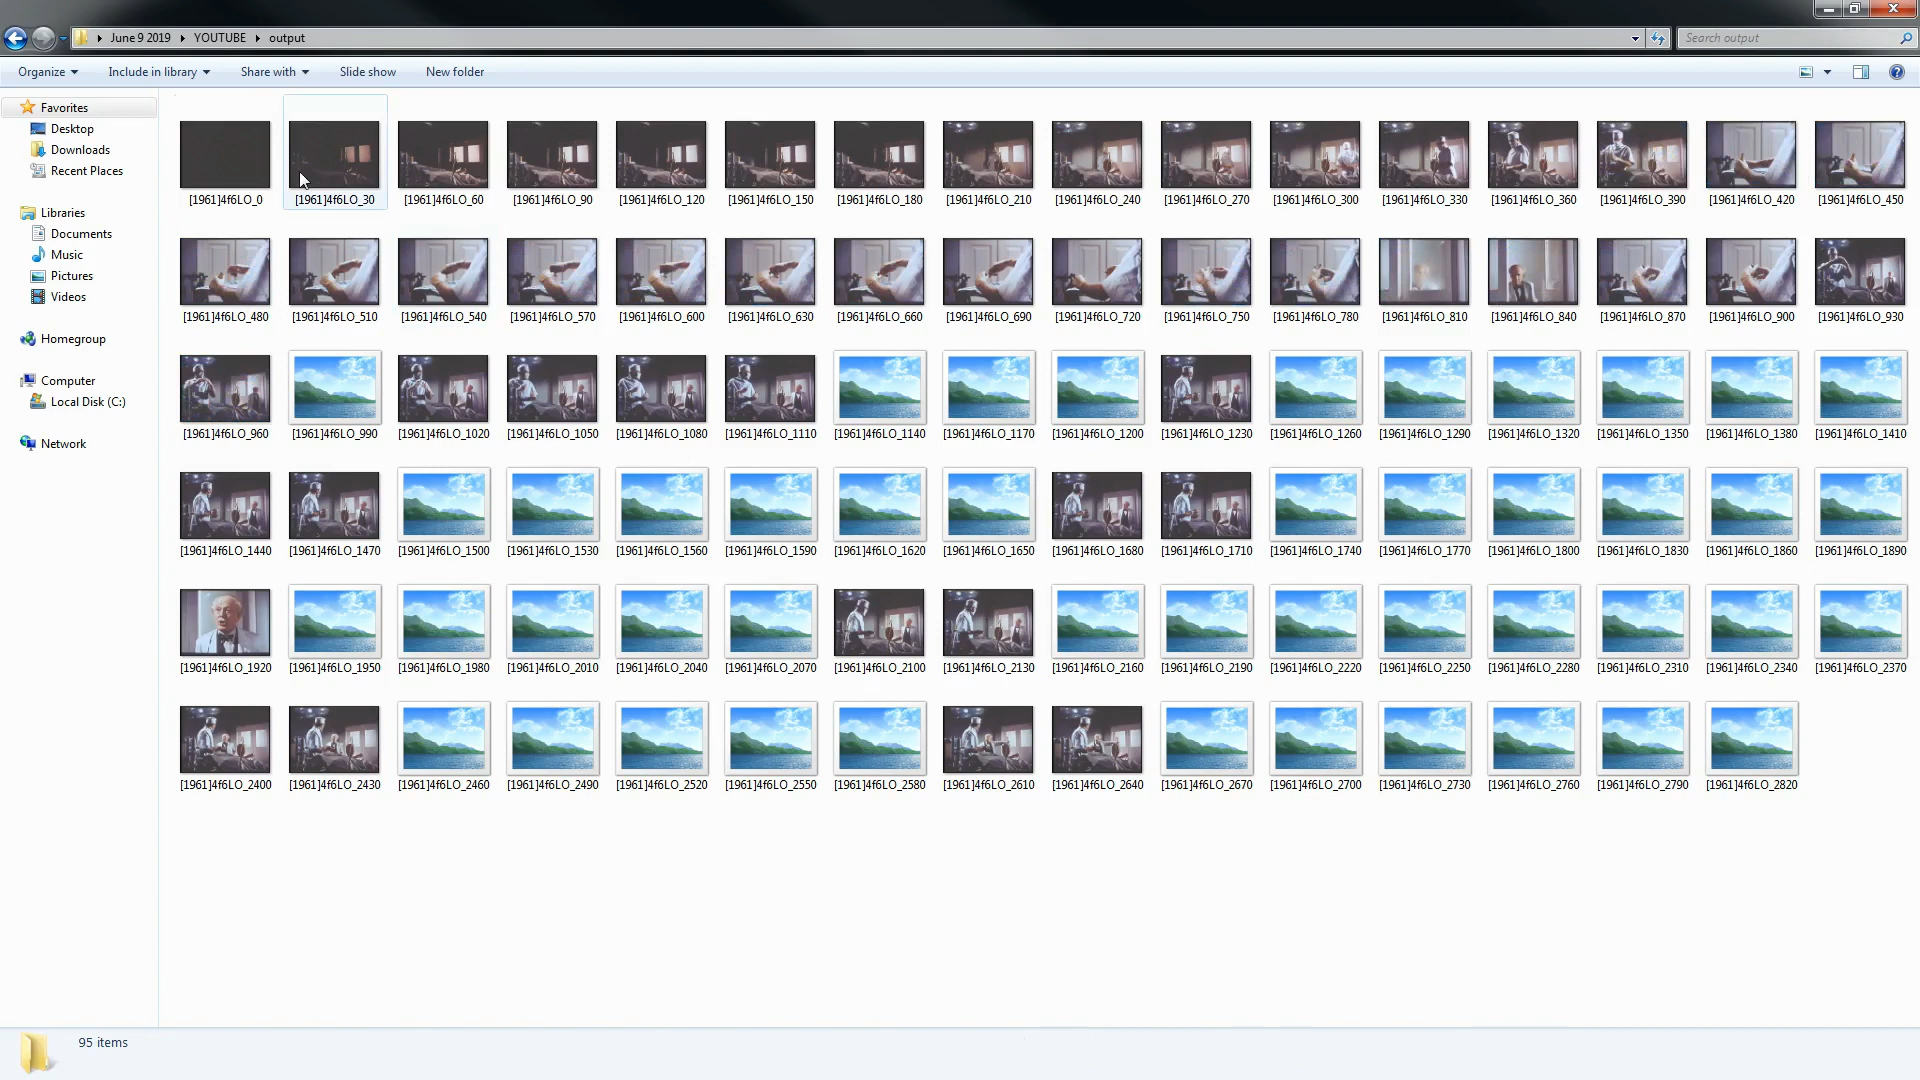 June 9 2019 YOUTUBE output
Search output
Organize Include in library Share with Slide show New folder
Favorites
Desktop
Downloads
Recent Places
Libraries
Documents
Music
Pictures
Videos
Homegroup
Computer
Local Disk (C:)
Network
[1961]4f6LO_0 [1961]4f6LO_30 [1961]4f6LO_60 [1961]4f6LO_90 [1961]4f6LO_120 [1961]4f6LO_150 [1961]4f6LO_180 [1961]4f6LO_210 [1961]4f6LO_240 [1961]4f6LO_270 [1961]4f6LO_300 [1961]4f6LO_330 [1961]4f6LO_360 [1961]4f6LO_390 [1961]4f6LO_420 [1961]4f6LO_450
[1961]4f6LO_480 [1961]4f6LO_510 [1961]4f6LO_540 [1961]4f6LO_570 [1961]4f6LO_600 [1961]4f6LO_630 [1961]4f6LO_660 [1961]4f6LO_690 [1961]4f6LO_720 [1961]4f6LO_750 [1961]4f6LO_780 [1961]4f6LO_810 [1961]4f6LO_840 [1961]4f6LO_870 [1961]4f6LO_900 [1961]4f6LO_930
[1961]4f6LO_960 [1961]4f6LO_990 [1961]4f6LO_1020 [1961]4f6LO_1050 [1961]4f6LO_1080 [1961]4f6LO_1110 [1961]4f6LO_1140 [1961]4f6LO_1170 [1961]4f6LO_1200 [1961]4f6LO_1230 [1961]4f6LO_1260 [1961]4f6LO_1290 [1961]4f6LO_1320 [1961]4f6LO_1350 [1961]4f6LO_1380 [1961]4f6LO_1410
[1961]4f6LO_1440 [1961]4f6LO_1470 [1961]4f6LO_1500 [1961]4f6LO_1530 [1961]4f6LO_1560 [1961]4f6LO_1590 [1961]4f6LO_1620 [1961]4f6LO_1650 [1961]4f6LO_1680 [1961]4f6LO_1710 [1961]4f6LO_1740 [1961]4f6LO_1770 [1961]4f6LO_1800 [1961]4f6LO_1830 [1961]4f6LO_1860 [1961]4f6LO_1890
[1961]4f6LO_1920 [1961]4f6LO_1950 [1961]4f6LO_1980 [1961]4f6LO_2010 [1961]4f6LO_2040 [1961]4f6LO_2070 [1961]4f6LO_2100 [1961]4f6LO_2130 [1961]4f6LO_2160 [1961]4f6LO_2190 [1961]4f6LO_2220 [1961]4f6LO_2250 [1961]4f6LO_2280 [1961]4f6LO_2310 [1961]4f6LO_2340 [1961]4f6LO_2370
[1961]4f6LO_2400 [1961]4f6LO_2430 [1961]4f6LO_2460 [1961]4f6LO_2490 [1961]4f6LO_2520 [1961]4f6LO_2550 [1961]4f6LO_2580 [1961]4f6LO_2610 [1961]4f6LO_2640 [1961]4f6LO_2670 [1961]4f6LO_2700 [1961]4f6LO_2730 [1961]4f6LO_2760 [1961]4f6LO_2790 [1961]4f6LO_2820
95 items